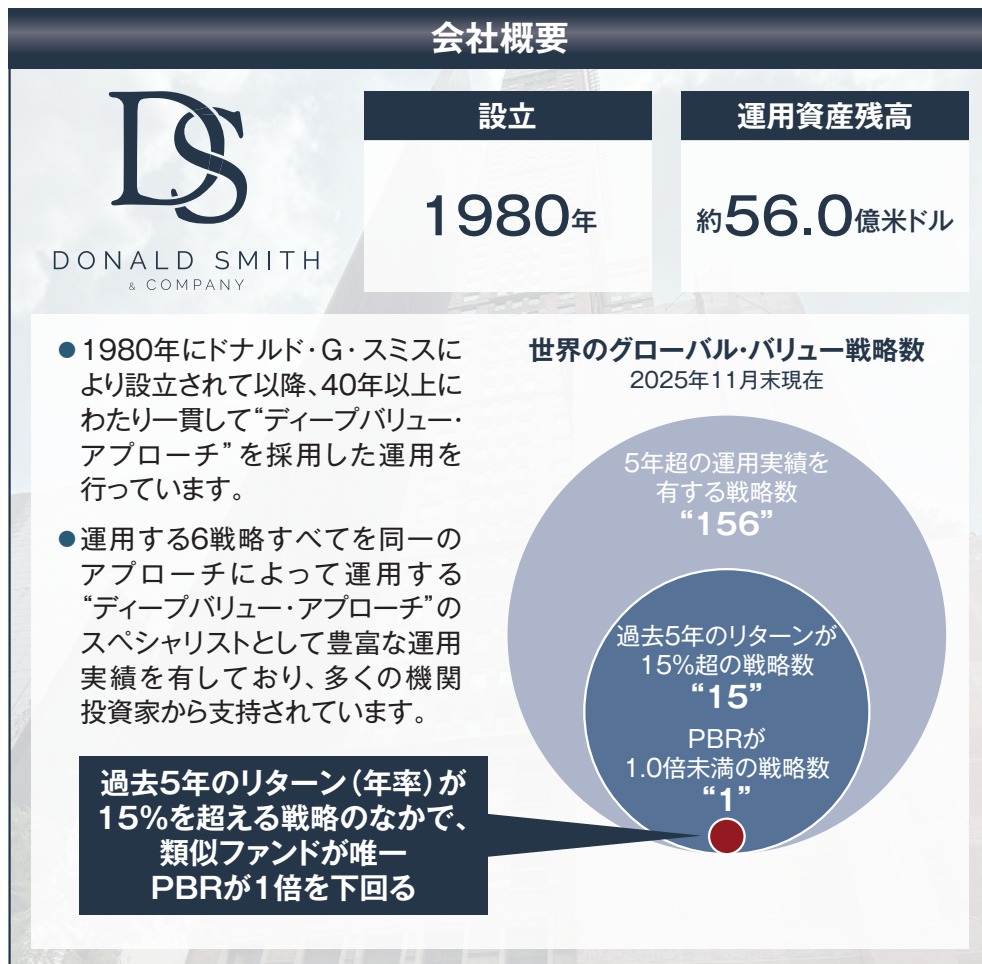 会社概要
DS
DONALD SMITH
& COMPANY
設立
1980年
運用資産残高
約56.0億米ドル
●1980年にドナルド・G・スミスに
より設立されて以降、40年以上に
わたり一貫して“ディープバリュー・
アプローチ”を採用した運用を
行っています。
●運用する6戦略すべてを同一の
アプローチによって運用する
“ディープバリュー・アプローチ”の
スペシャリストとして豊富な運用
実績を有しており、多くの機関
投資家から支持されています。
過去5年のリターン（年率）が
15%を超える戦略のなかで、
類似ファンドが唯一
PBRが1倍を下回る
世界のグローバル・バリュー戦略数
2025年11月末現在
5年超の運用実績を
有する戦略数
“156”
過去5年のリターンが
15%超の戦略数
“15”
PBRが
1.0倍未満の戦略数
“1”